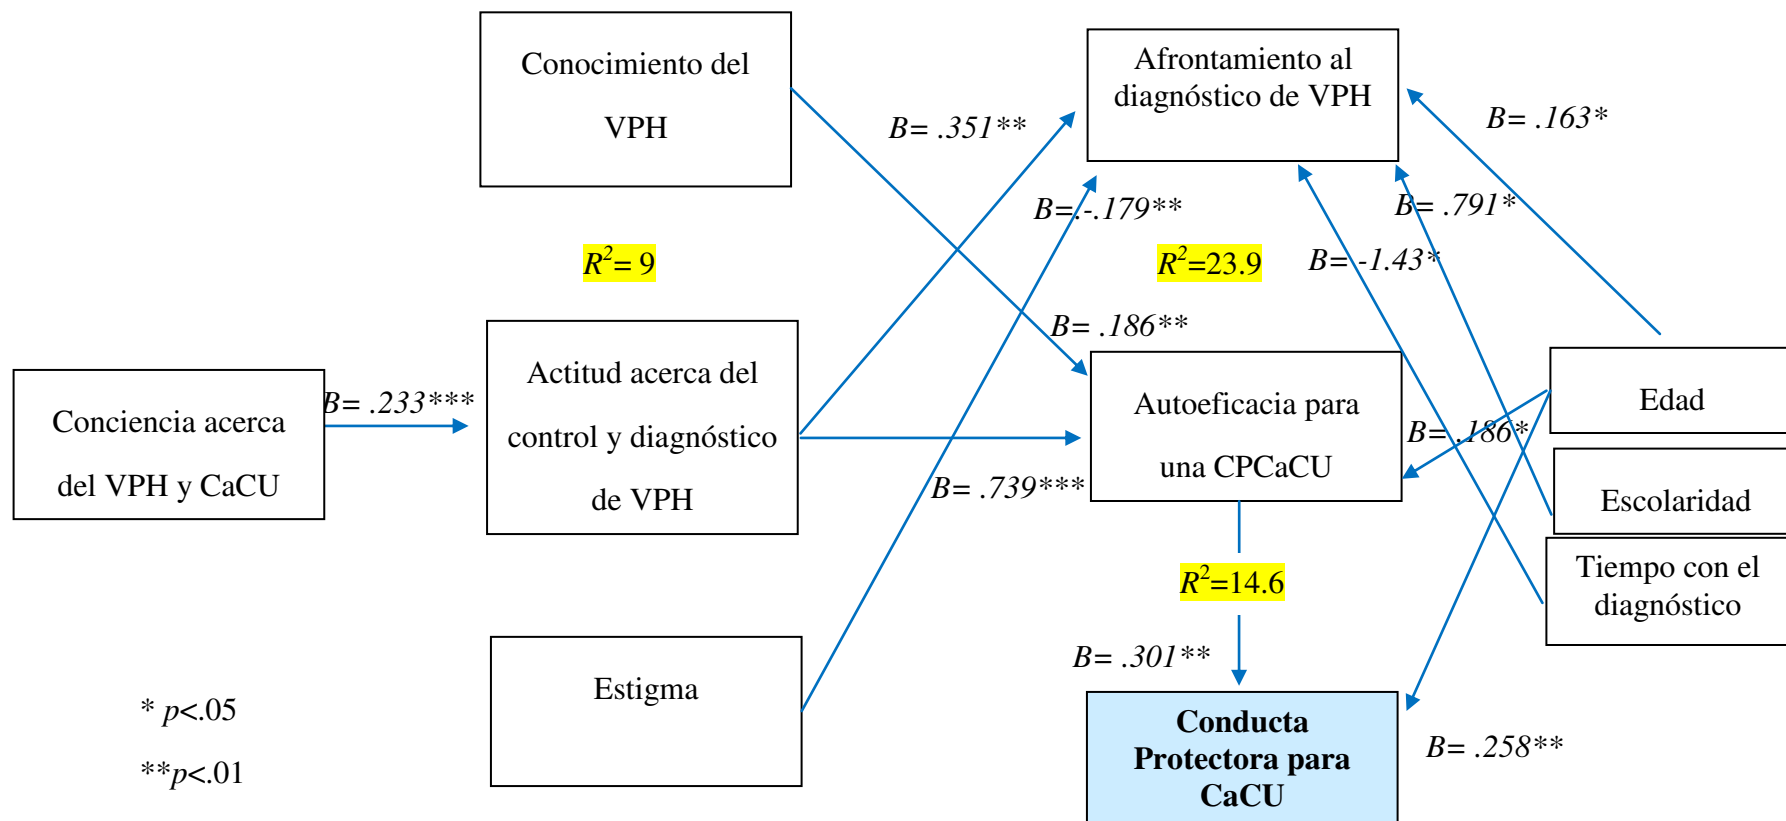 Conocimiento del
VPH
Afrontamiento al
diagnóstico de VPH
B= .351**
B= .163*
B=.-.179**
B= .791*
R²= 9
R²=23.9
B= -1.43*
B= .186**
Conciencia acerca
del VPH y CaCU
B= .233***
Actitud acerca del
control y diagnóstico
de VPH
Autoeficacia para
una CPCaCU
B= .186*
Edad
B= .739***
Escolaridad
Tiempo con el
diagnóstico
R²=14.6
Estigma
B= .301**
Conducta
Protectora para
CaCU
B= .258**
* p<.05
**p<.01